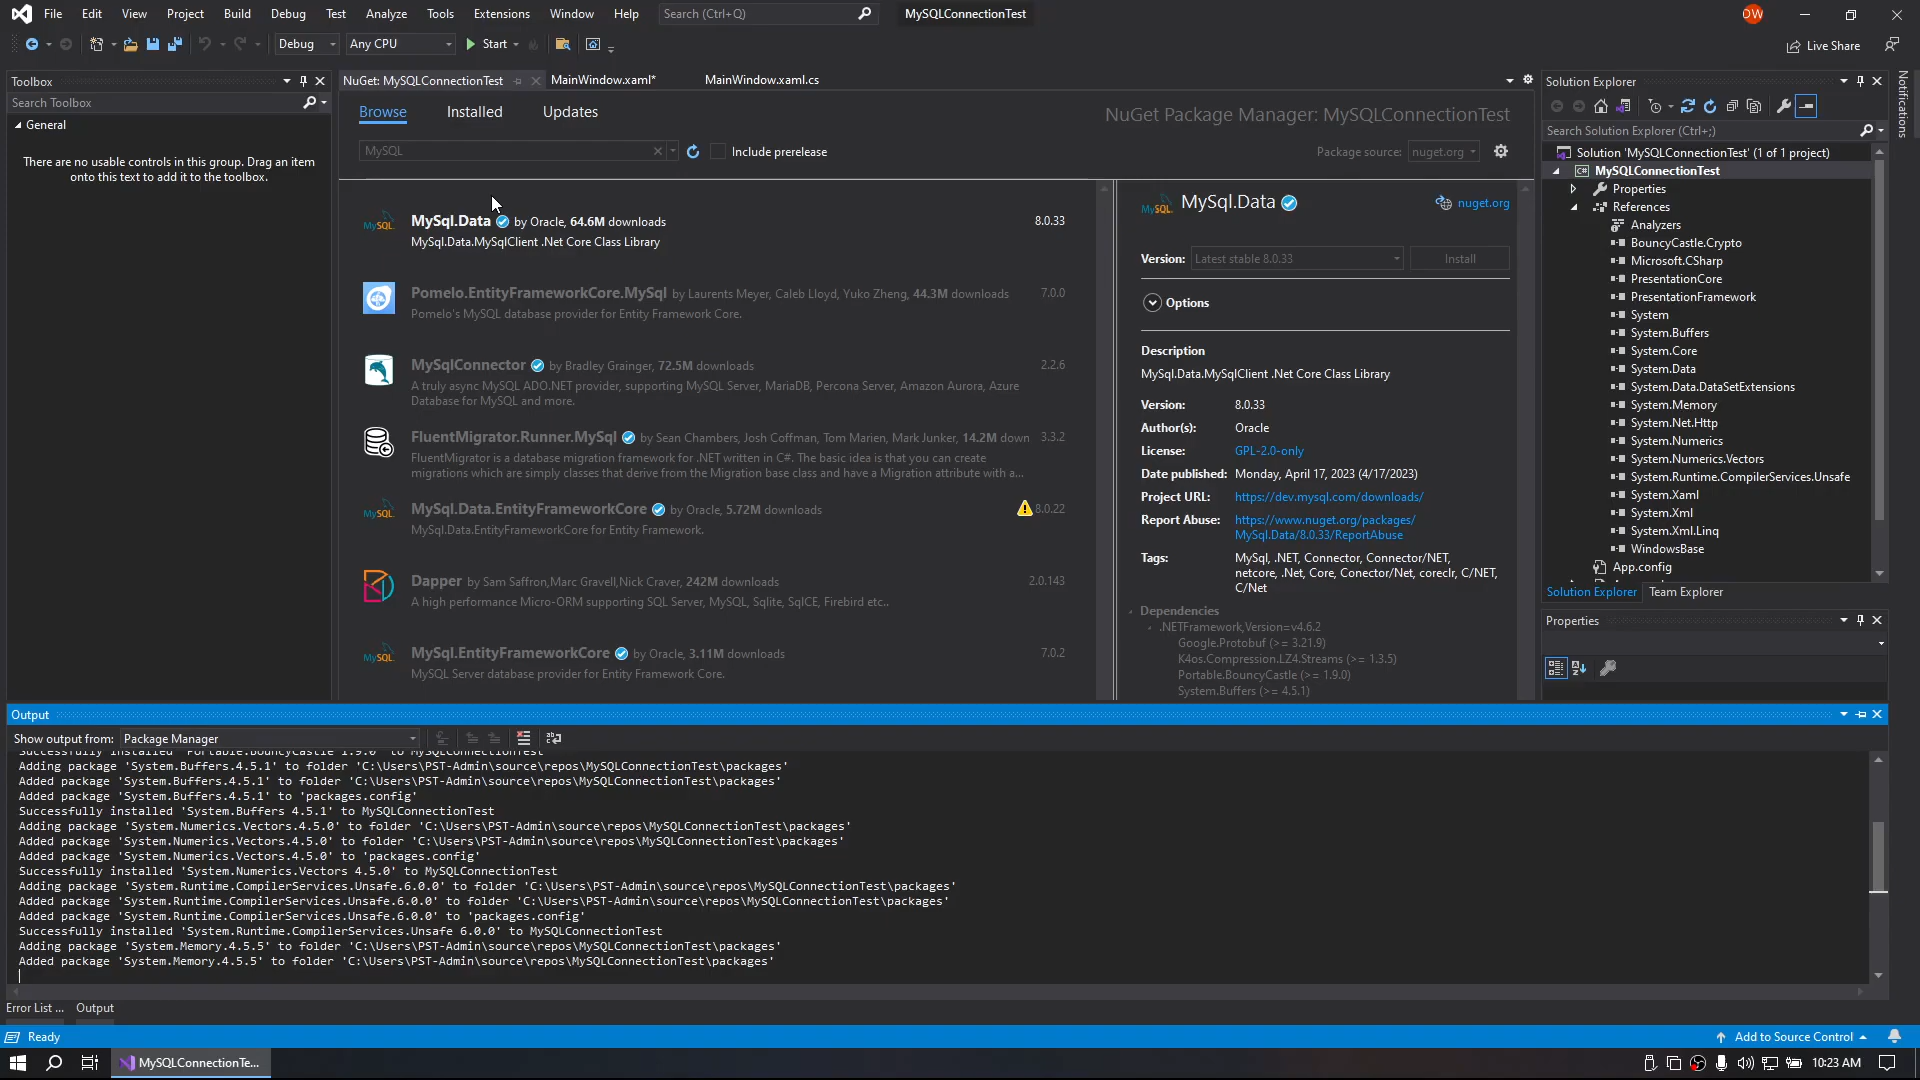 File Edit View Project Build Debug Test Analyze Tools Extensions Window Help Search (Ctrl+Q) MySQLConnectionTest OW
Debug Any CPU Start Live Share
Toolbox
Search Toolbox
General
There are no usable controls in this group. Drag an item
onto this text to add it to the toolbox.
NuGet: MySQLConnectionTest MainWindow.xaml* MainWindow.xaml.cs
Browse Installed Updates NuGet Package Manager: MySQLConnectionTest
MySQL Include prerelease Package source: nuget.org
MySQL MySql.Data by Oracle, 64.6M downloads 8.0.33
MySql.Data.MySqlClient .Net Core Class Library
Pomelo.EntityFrameworkCore.MySql by Laurents Meyer, Caleb Lloyd, Yuko Zheng, 44.3M downloads 7.0.0
Pomelo's MySQL database provider for Entity Framework Core.
MySqlConnector by Bradley Grainger, 72.5M downloads 2.2.6
A truly async MySQL ADO.NET provider, supporting MySQL Server, MariaDB, Percona Server, Amazon Aurora, Azure
Database for MySQL and more.
FluentMigrator.Runner.MySql by Sean Chambers, Josh Coffman, Tom Marien, Mark Junker, 14.2M down 3.3.2
FluentMigrator is a database migration framework for .NET written in C#. The basic idea is that you can create
migrations which are simply classes that derive from the Migration base class and have a Migration attribute with a...
MySQL MySql.Data.EntityFrameworkCore by Oracle, 5.72M downloads 8.0.22
MySql.Data.EntityFrameworkCore for Entity Framework.
Dapper by Sam Saffron,Marc Gravell,Nick Craver, 242M downloads 2.0.143
A high performance Micro-ORM supporting SQL Server, MySQL, Sqlite, SqlCE, Firebird etc..
MySQL MySql.EntityFrameworkCore by Oracle, 3.11M downloads 7.0.2
MySQL Server database provider for Entity Framework Core.
MySQL MySql.Data nuget.org
Version: Latest stable 8.0.33 Install
Options
Description
MySql.Data.MySqlClient .Net Core Class Library
Version: 8.0.33
Author(s): Oracle
License: GPL-2.0-only
Date published: Monday, April 17, 2023 (4/17/2023)
Project URL: https://dev.mysql.com/downloads/
Report Abuse: https://www.nuget.org/packages/
MySql.Data/8.0.33/ReportAbuse
Tags: MySql, .NET, Connector, Connector/NET,
netcore, .Net, Core, Conector/Net, coreclr, C/NET,
C/Net
Dependencies
.NETFramework,Version=v4.6.2
Google.Protobuf (>= 3.21.9)
K4os.Compression.LZ4.Streams (>= 1.3.5)
Portable.BouncyCastle (>= 1.9.0)
System.Buffers (>= 4.5.1)
Solution Explorer
Search Solution Explorer (Ctrl+;)
Solution 'MySQLConnectionTest' (1 of 1 project)
C# MySQLConnectionTest
Properties
References
Analyzers
BouncyCastle.Crypto
Microsoft.CSharp
PresentationCore
PresentationFramework
System
System.Buffers
System.Core
System.Data
System.Data.DataSetExtensions
System.Memory
System.Net.Http
System.Numerics
System.Numerics.Vectors
System.Runtime.CompilerServices.Unsafe
System.Xaml
System.Xml
System.Xml.Linq
WindowsBase
App.config
Solution Explorer Team Explorer
Properties
Notifications
Output
Show output from: Package Manager
Successfully installed 'Portable.BouncyCastle 1.9.0' to MySQLConnectionTest
Adding package 'System.Buffers.4.5.1' to folder 'C:\Users\PST-Admin\source\repos\MySQLConnectionTest\packages'
Added package 'System.Buffers.4.5.1' to folder 'C:\Users\PST-Admin\source\repos\MySQLConnectionTest\packages'
Added package 'System.Buffers.4.5.1' to 'packages.config'
Successfully installed 'System.Buffers 4.5.1' to MySQLConnectionTest
Adding package 'System.Numerics.Vectors.4.5.0' to folder 'C:\Users\PST-Admin\source\repos\MySQLConnectionTest\packages'
Added package 'System.Numerics.Vectors.4.5.0' to folder 'C:\Users\PST-Admin\source\repos\MySQLConnectionTest\packages'
Added package 'System.Numerics.Vectors.4.5.0' to 'packages.config'
Successfully installed 'System.Numerics.Vectors 4.5.0' to MySQLConnectionTest
Adding package 'System.Runtime.CompilerServices.Unsafe.6.0.0' to folder 'C:\Users\PST-Admin\source\repos\MySQLConnectionTest\packages'
Added package 'System.Runtime.CompilerServices.Unsafe.6.0.0' to folder 'C:\Users\PST-Admin\source\repos\MySQLConnectionTest\packages'
Added package 'System.Runtime.CompilerServices.Unsafe.6.0.0' to 'packages.config'
Successfully installed 'System.Runtime.CompilerServices.Unsafe 6.0.0' to MySQLConnectionTest
Adding package 'System.Memory.4.5.5' to folder 'C:\Users\PST-Admin\source\repos\MySQLConnectionTest\packages'
Added package 'System.Memory.4.5.5' to folder 'C:\Users\PST-Admin\source\repos\MySQLConnectionTest\packages'
Error List ... Output
Ready Add to Source Control
MySQLConnectionTe... 10:23 AM